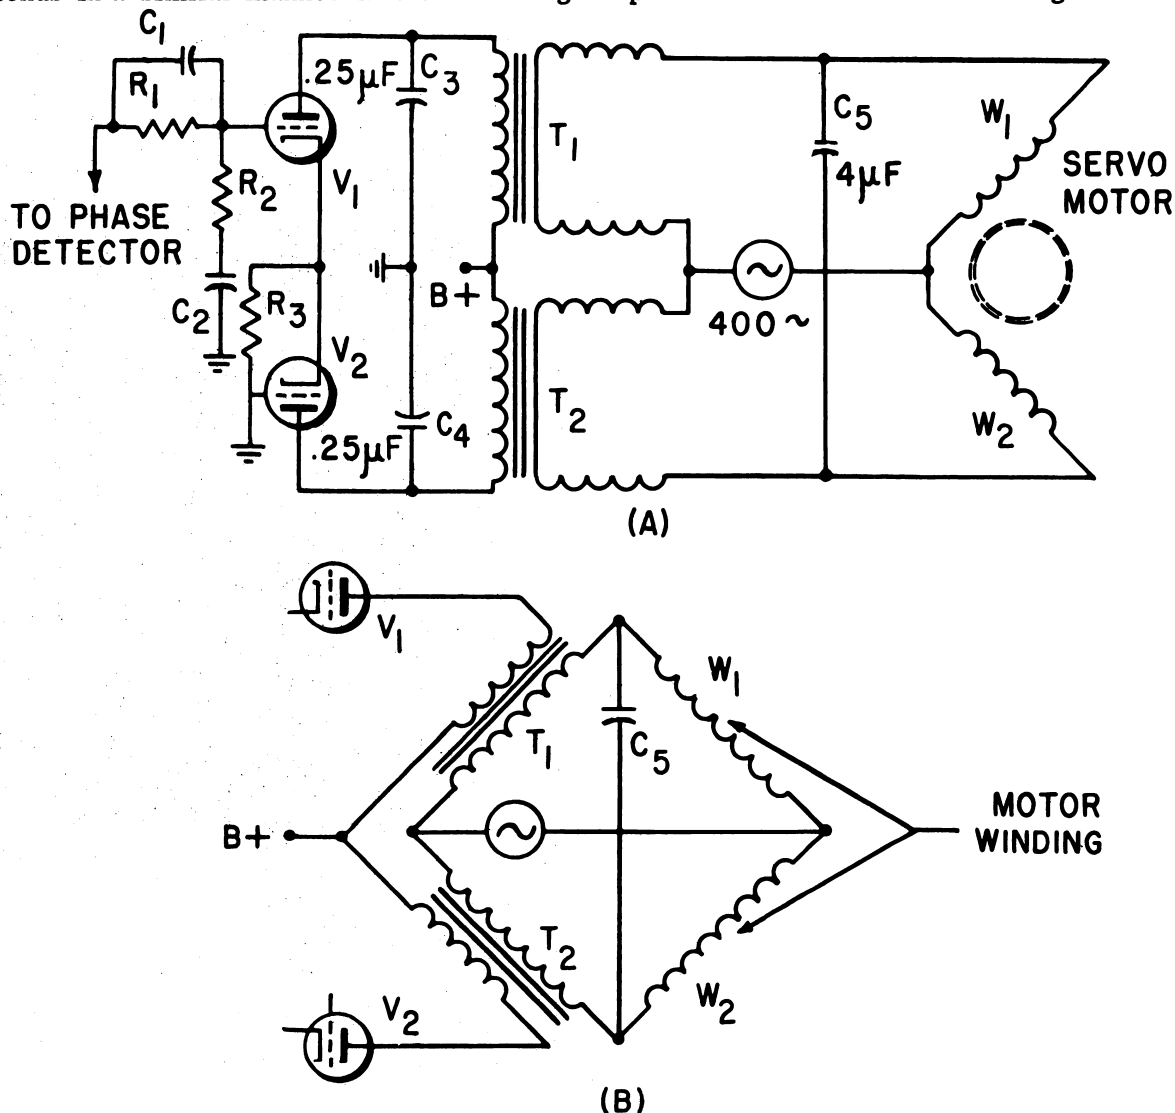 C1
R1
.25µF
C3
T1
C5
4µF
W1
SERVO
MOTOR
R2
V1
TO PHASE
DETECTOR
B+
C2
R3
400~
V2
T2
W2
.25µF
C4
(A)
V1
W1
T1
C5
B+
MOTOR
WINDING
T2
V2
W2
(B)